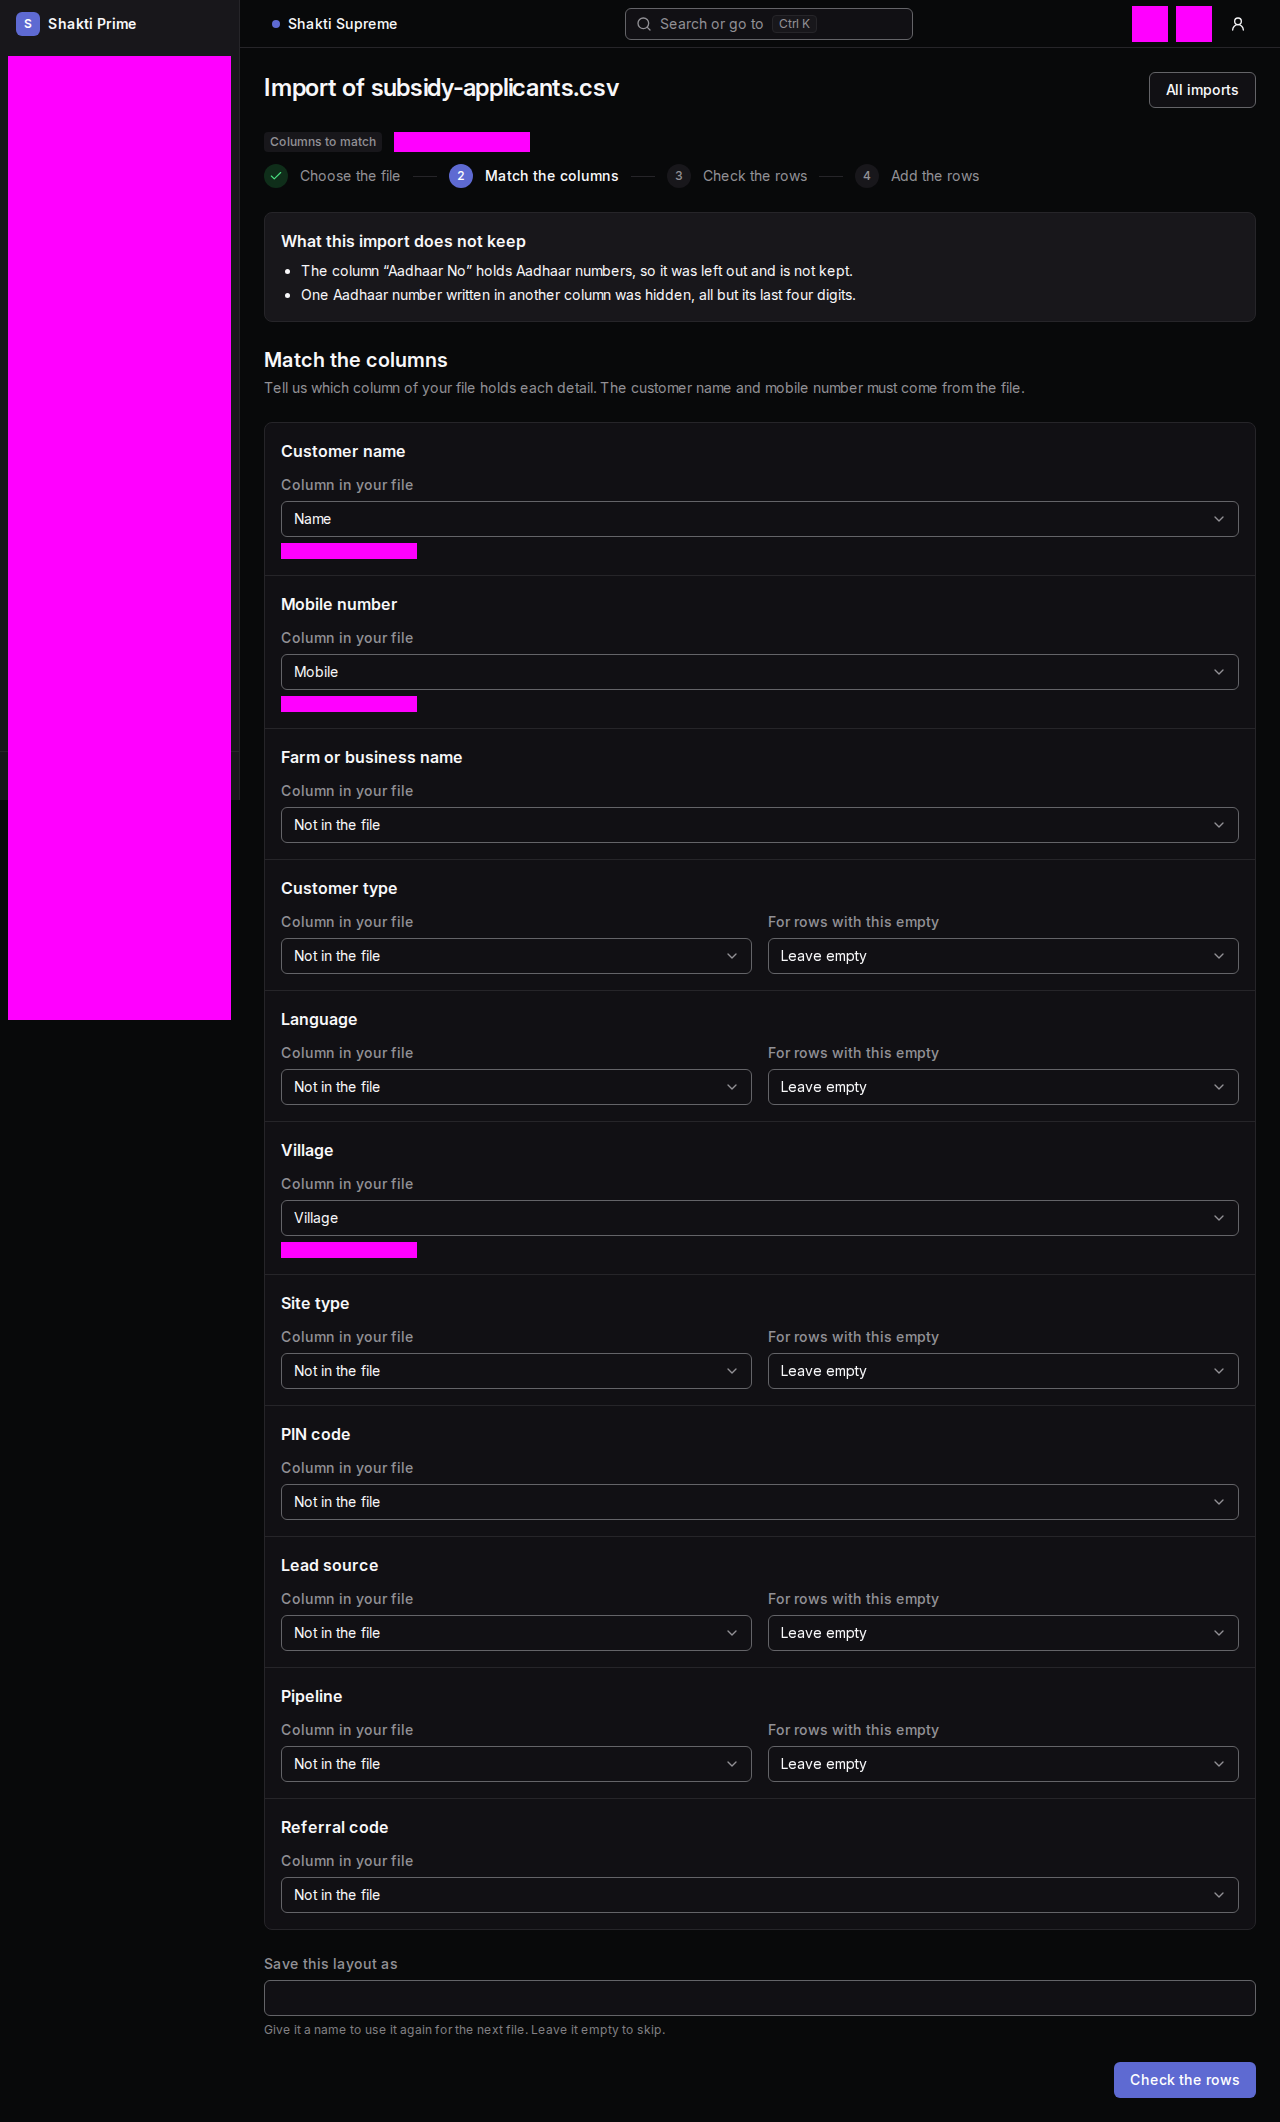 S Shakti Prime
Shakti Supreme
Search or go to Ctrl K
Import of subsidy-applicants.csv
All imports
Columns to match
Choose the file
2 Match the columns
3 Check the rows
4 Add the rows
What this import does not keep
• The column “Aadhaar No” holds Aadhaar numbers, so it was left out and is not kept.
• One Aadhaar number written in another column was hidden, all but its last four digits.
Match the columns
Tell us which column of your file holds each detail. The customer name and mobile number must come from the file.
Customer name
Column in your file
Name
Mobile number
Column in your file
Mobile
Farm or business name
Column in your file
Not in the file
Customer type
Column in your file For rows with this empty
Not in the file Leave empty
Language
Column in your file For rows with this empty
Not in the file Leave empty
Village
Column in your file
Village
Site type
Column in your file For rows with this empty
Not in the file Leave empty
PIN code
Column in your file
Not in the file
Lead source
Column in your file For rows with this empty
Not in the file Leave empty
Pipeline
Column in your file For rows with this empty
Not in the file Leave empty
Referral code
Column in your file
Not in the file
Save this layout as
Give it a name to use it again for the next file. Leave it empty to skip.
Check the rows